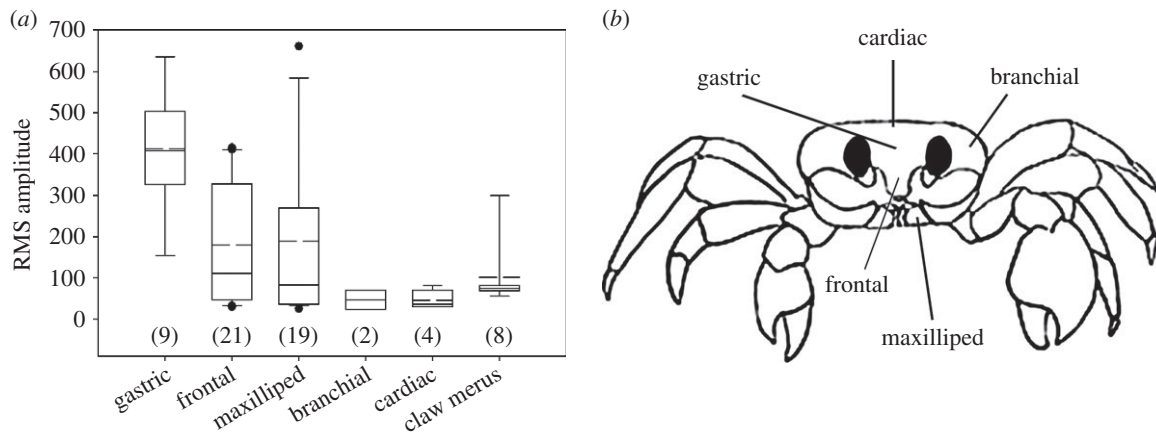 (a)
700
600
500
400
300
200
100
0
RMS amplitude
(9) (21) (19) (2) (4) (8)
gastric
frontal
maxilliped
branchial
cardiac
claw merus
(b)
cardiac
gastric
branchial
frontal
maxilliped